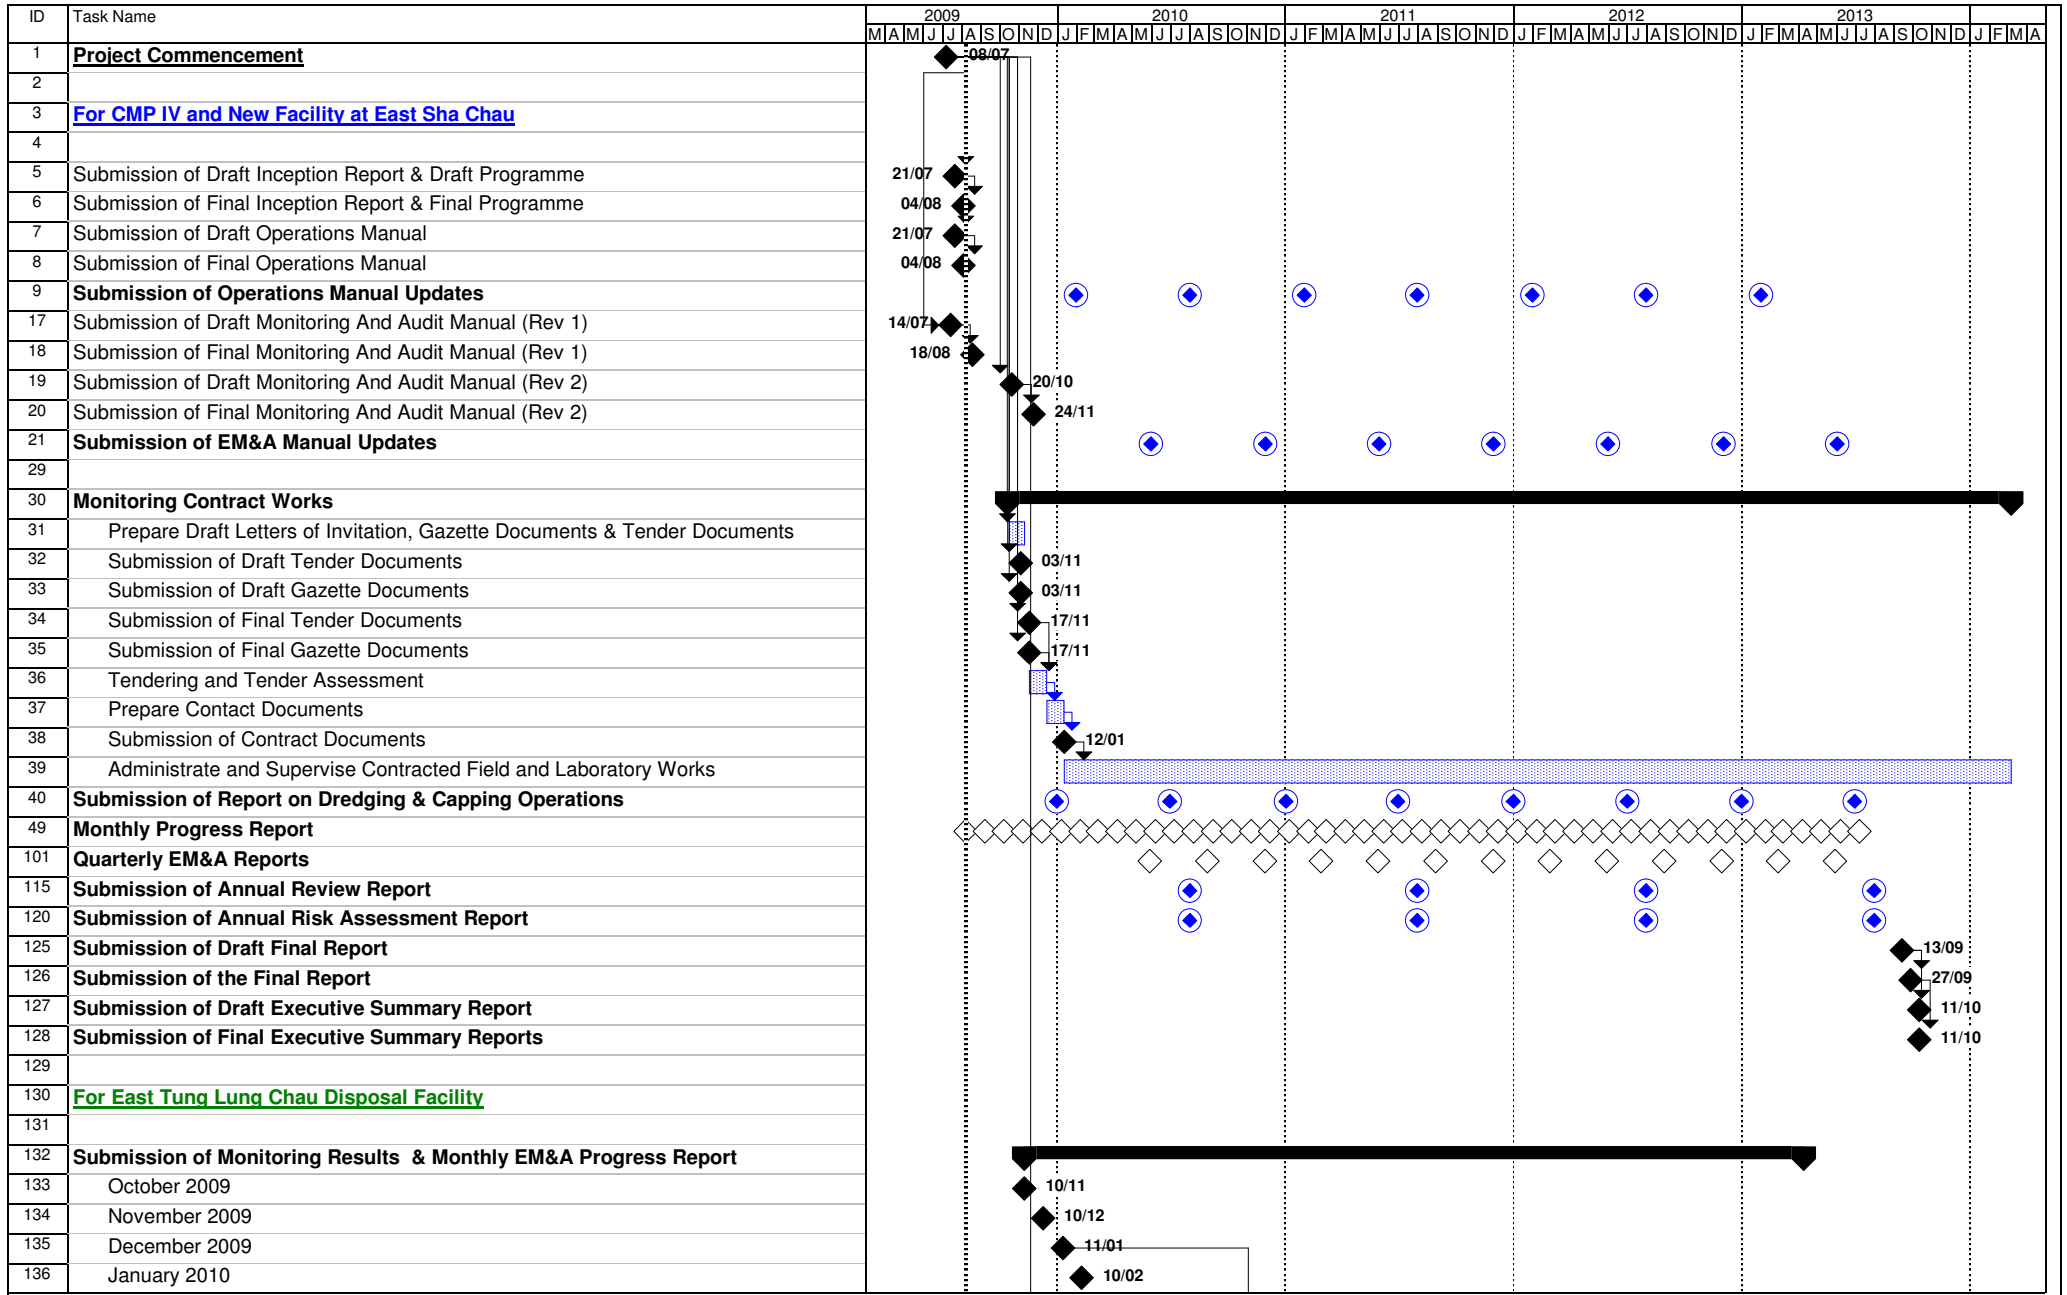 ID Task Name 2009 2010 2011 2012 2013
M A M J J A S O N D J F M A M J J A S O N D J F M A M J J A S O N D J F M A M J J A S O N D J F M A M J J A S O N D J F M A
1 Project Commencement 08/07
2
3 For CMP IV and New Facility at East Sha Chau
4
5 Submission of Draft Inception Report & Draft Programme 21/07
6 Submission of Final Inception Report & Final Programme 04/08
7 Submission of Draft Operations Manual 21/07
8 Submission of Final Operations Manual 04/08
9 Submission of Operations Manual Updates
17 Submission of Draft Monitoring And Audit Manual (Rev 1) 14/07
18 Submission of Final Monitoring And Audit Manual (Rev 1) 18/08
19 Submission of Draft Monitoring And Audit Manual (Rev 2) 20/10
20 Submission of Final Monitoring And Audit Manual (Rev 2) 24/11
21 Submission of EM&A Manual Updates
29
30 Monitoring Contract Works
31 Prepare Draft Letters of Invitation, Gazette Documents & Tender Documents
32 Submission of Draft Tender Documents 03/11
33 Submission of Draft Gazette Documents 03/11
34 Submission of Final Tender Documents 17/11
35 Submission of Final Gazette Documents 17/11
36 Tendering and Tender Assessment
37 Prepare Contact Documents
38 Submission of Contract Documents 12/01
39 Administrate and Supervise Contracted Field and Laboratory Works
40 Submission of Report on Dredging & Capping Operations
49 Monthly Progress Report
101 Quarterly EM&A Reports
115 Submission of Annual Review Report
120 Submission of Annual Risk Assessment Report
125 Submission of Draft Final Report 13/09
126 Submission of the Final Report 27/09
127 Submission of Draft Executive Summary Report 11/10
128 Submission of Final Executive Summary Reports 11/10
129
130 For East Tung Lung Chau Disposal Facility
131
132 Submission of Monitoring Results & Monthly EM&A Progress Report
133 October 2009 10/11
134 November 2009 10/12
135 December 2009 11/01
136 January 2010 10/02